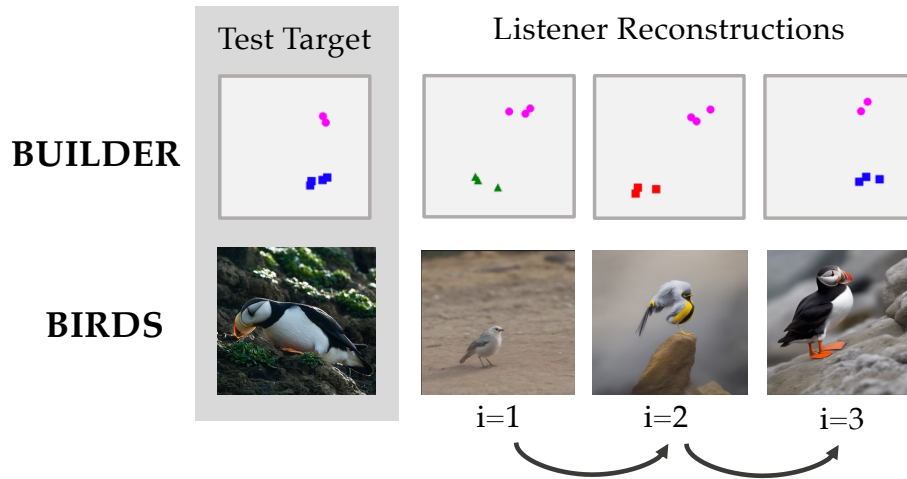 Test Target
Listener Reconstructions
BUILDER
BIRDS
i=1
i=2
i=3